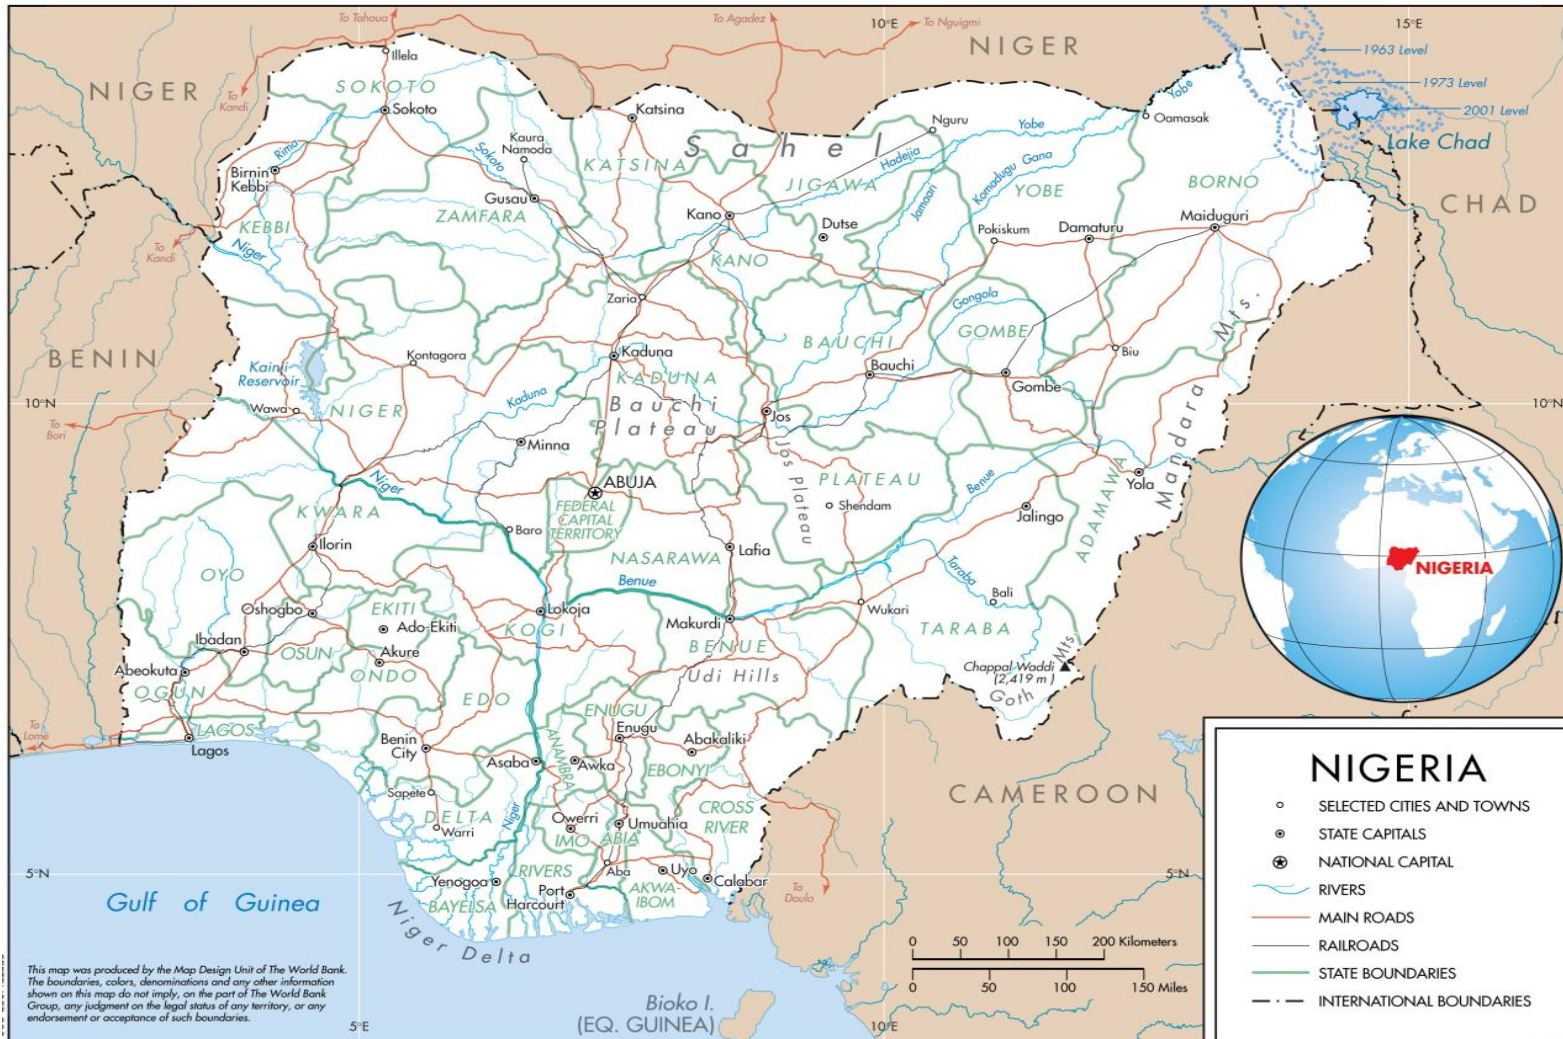 To Tahoua
To Agadez
10°E
To Nguigmi
15°E
NIGER
NIGER
Illela
To
Kandi
1963 Level
1973 Level
2001 Level
Lake Chad
CHAD
SOKOTO
Sokoto
Katsina
Kaura
Namoda
Sahel
Nguru
Yobe
Yobe
Oamasak
Rima
Sokoto
KATSINA
Hadejia
Komadugu Gana
Birnin
Kebbi
Gusau
JIGAWA
Jamaari
YOBE
BORNO
KEBBI
ZAMFARA
Kano
Dutse
Pokiskum
Damaturu
Maiduguri
To
Kandi
Niger
KANO
Zaria
Gongola
BENIN
BAUCHI
GOMBE
Mandara Mts.
Kainji
Reservoir
Kontagora
Kaduna
KADUNA
Bauchi
Biu
Gombe
Kaduna
Bauchi
Plateau
10°N
Wawa
NIGER
Jos
10°N
To
Bori
Minna
Jos Plateau
PLATEAU
Yola
Niger
ABUJA
FEDERAL
CAPITAL
TERRITORY
Shendam
Benue
Jalingo
ADAMAWA
KWARA
Baro
NASARAWA
Lafia
Ilorin
NIGERIA
OYO
Benue
Taraba
Bali
Oshogbo
EKITI
Ado-Ekiti
Lokoja
KOGI
Makurdi
Wukari
TARABA
Ibadan
OSUN
Akure
BENUE
Abeokuta
ONDO
Udi Hills
Chappal Waddi
(2,419 m)
Goth Mts.
OGUN
EDO
ENUGU
To
Lome
LAGOS
Lagos
Benin
City
Enugu
Abakaliki
Asaba
ANAMBRA
Awka
EBONYI
CAMEROON
Sapete
DELTA
Warri
Niger
Owerri
IMO
ABIA
Umuahia
CROSS
RIVER
RIVERS
Aba
Uyo
Calabar
5°N
Yenogoa
Port
Harcourt
AKWA-
IBOM
To
Doula
5°N
BAYELSA
Gulf of Guinea
Niger Delta
0 50 100 150 200 Kilometers
0 50 100 150 Miles
Bioko I.
(EQ. GUINEA)
5°E
10°E
This map was produced by the Map Design Unit of The World Bank.
The boundaries, colors, denominations and any other information
shown on this map do not imply, on the part of The World Bank
Group, any judgment on the legal status of any territory, or any
endorsement or acceptance of such boundaries.
NIGERIA
SELECTED CITIES AND TOWNS
STATE CAPITALS
NATIONAL CAPITAL
RIVERS
MAIN ROADS
RAILROADS
STATE BOUNDARIES
INTERNATIONAL BOUNDARIES